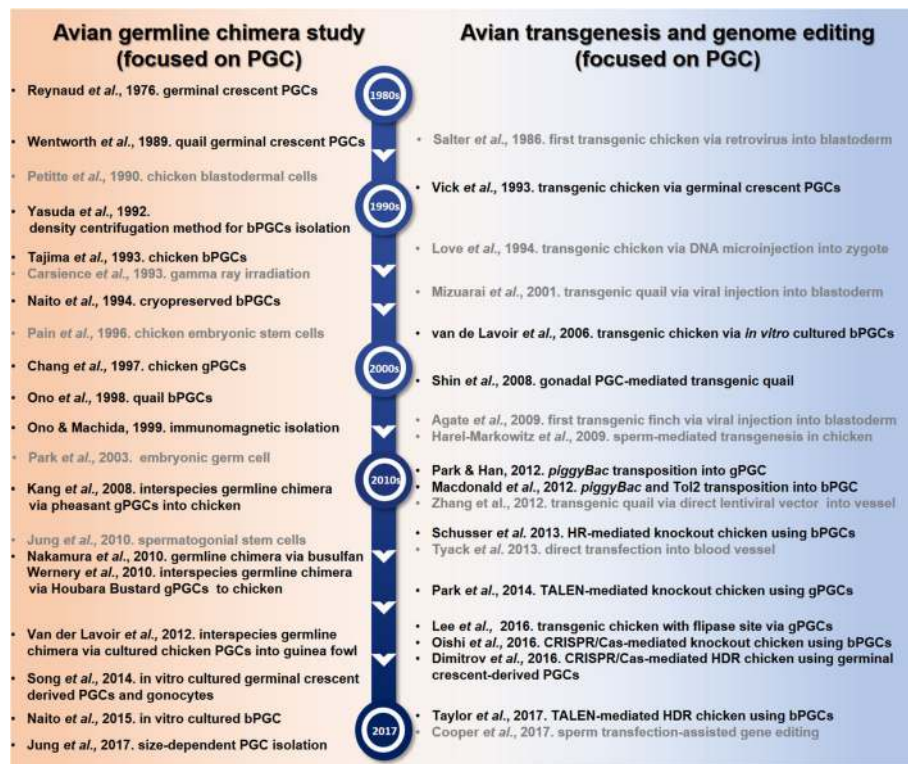 Avian germline chimera study
(focused on PGC)
• Reynaud et al., 1976. germinal crescent PGCs
• Wentworth et al., 1989. quail germinal crescent PGCs
• Petitte et al., 1990. chicken blastodermal cells
• Yasuda et al., 1992.
density centrifugation method for bPGCs isolation
• Tajima et al., 1993. chicken bPGCs
• Carsience et al., 1993. gamma ray irradiation
• Naito et al., 1994. cryopreserved bPGCs
• Pain et al., 1996. chicken embryonic stem cells
• Chang et al., 1997. chicken gPGCs
• Ono et al., 1998. quail bPGCs
• Ono & Machida, 1999. immunomagnetic isolation
• Park et al., 2003. embryonic germ cell
• Kang et al., 2008. interspecies germline chimera
via pheasant gPGCs into chicken
• Jung et al., 2010. spermatogonial stem cells
• Nakamura et al., 2010. germline chimera via busulfan
• Wernery et al., 2010. interspecies germline chimera
via Houbara Bustard gPGCs to chicken
• Van der Lavoir et al., 2012. interspecies germline
chimera via cultured chicken PGCs into guinea fowl
• Song et al., 2014. in vitro cultured germinal crescent
derived PGCs and gonocytes
• Naito et al., 2015. in vitro cultured bPGC
• Jung et al., 2017. size-dependent PGC isolation
1980s
1990s
2000s
2010s
2017
Avian transgenesis and genome editing
(focused on PGC)
• Salter et al., 1986. first transgenic chicken via retrovirus into blastoderm
• Vick et al., 1993. transgenic chicken via germinal crescent PGCs
• Love et al., 1994. transgenic chicken via DNA microinjection into zygote
• Mizuarai et al., 2001. transgenic quail via viral injection into blastoderm
• van de Lavoir et al., 2006. transgenic chicken via in vitro cultured bPGCs
• Shin et al., 2008. gonadal PGC-mediated transgenic quail
• Agate et al., 2009. first transgenic finch via viral injection into blastoderm
• Harel-Markowitz et al., 2009. sperm-mediated transgenesis in chicken
• Park & Han, 2012. piggyBac transposition into gPGC
• Macdonald et al., 2012. piggyBac and Tol2 transposition into bPGC
• Zhang et al., 2012. transgenic quail via direct lentiviral vector into vessel
• Schusser et al. 2013. HR-mediated knockout chicken using bPGCs
• Tyack et al. 2013. direct transfection into blood vessel
• Park et al., 2014. TALEN-mediated knockout chicken using gPGCs
• Lee et al., 2016. transgenic chicken with flipase site via gPGCs
• Oishi et al., 2016. CRISPR/Cas-mediated knockout chicken using bPGCs
• Dimitrov et al., 2016. CRISPR/Cas-mediated HDR chicken using germinal
crescent-derived PGCs
• Taylor et al., 2017. TALEN-mediated HDR chicken using bPGCs
• Cooper et al., 2017. sperm transfection-assisted gene editing